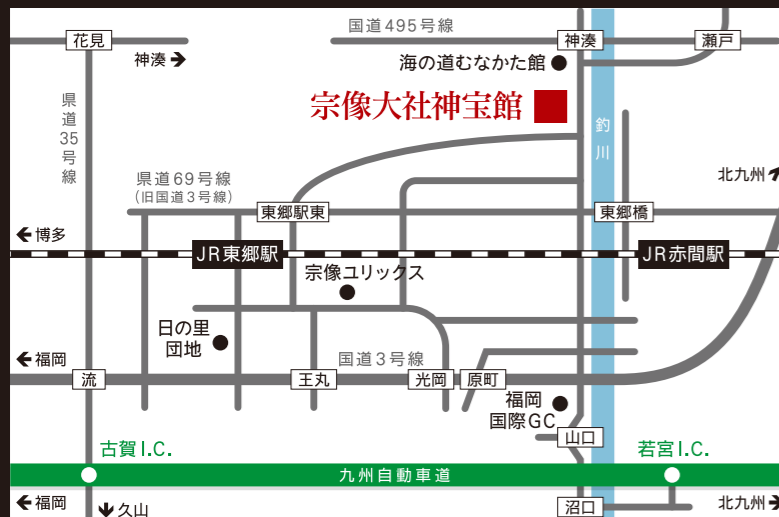 国道495号線
花見
神湊
瀬戸
神湊
海の道むなかた館
県道35号線
宗像大社神宝館
釣川
北九州
県道69号線
(旧国道3号線)
東郷駅東
東郷橋
博多
JR東郷駅
JR赤間駅
宗像ユリックス
日の里
団地
福岡
国道3号線
流
王丸
光岡
原町
福岡
国際GC
山口
古賀I.C.
若宮I.C.
九州自動車道
福岡
久山
沼口
北九州